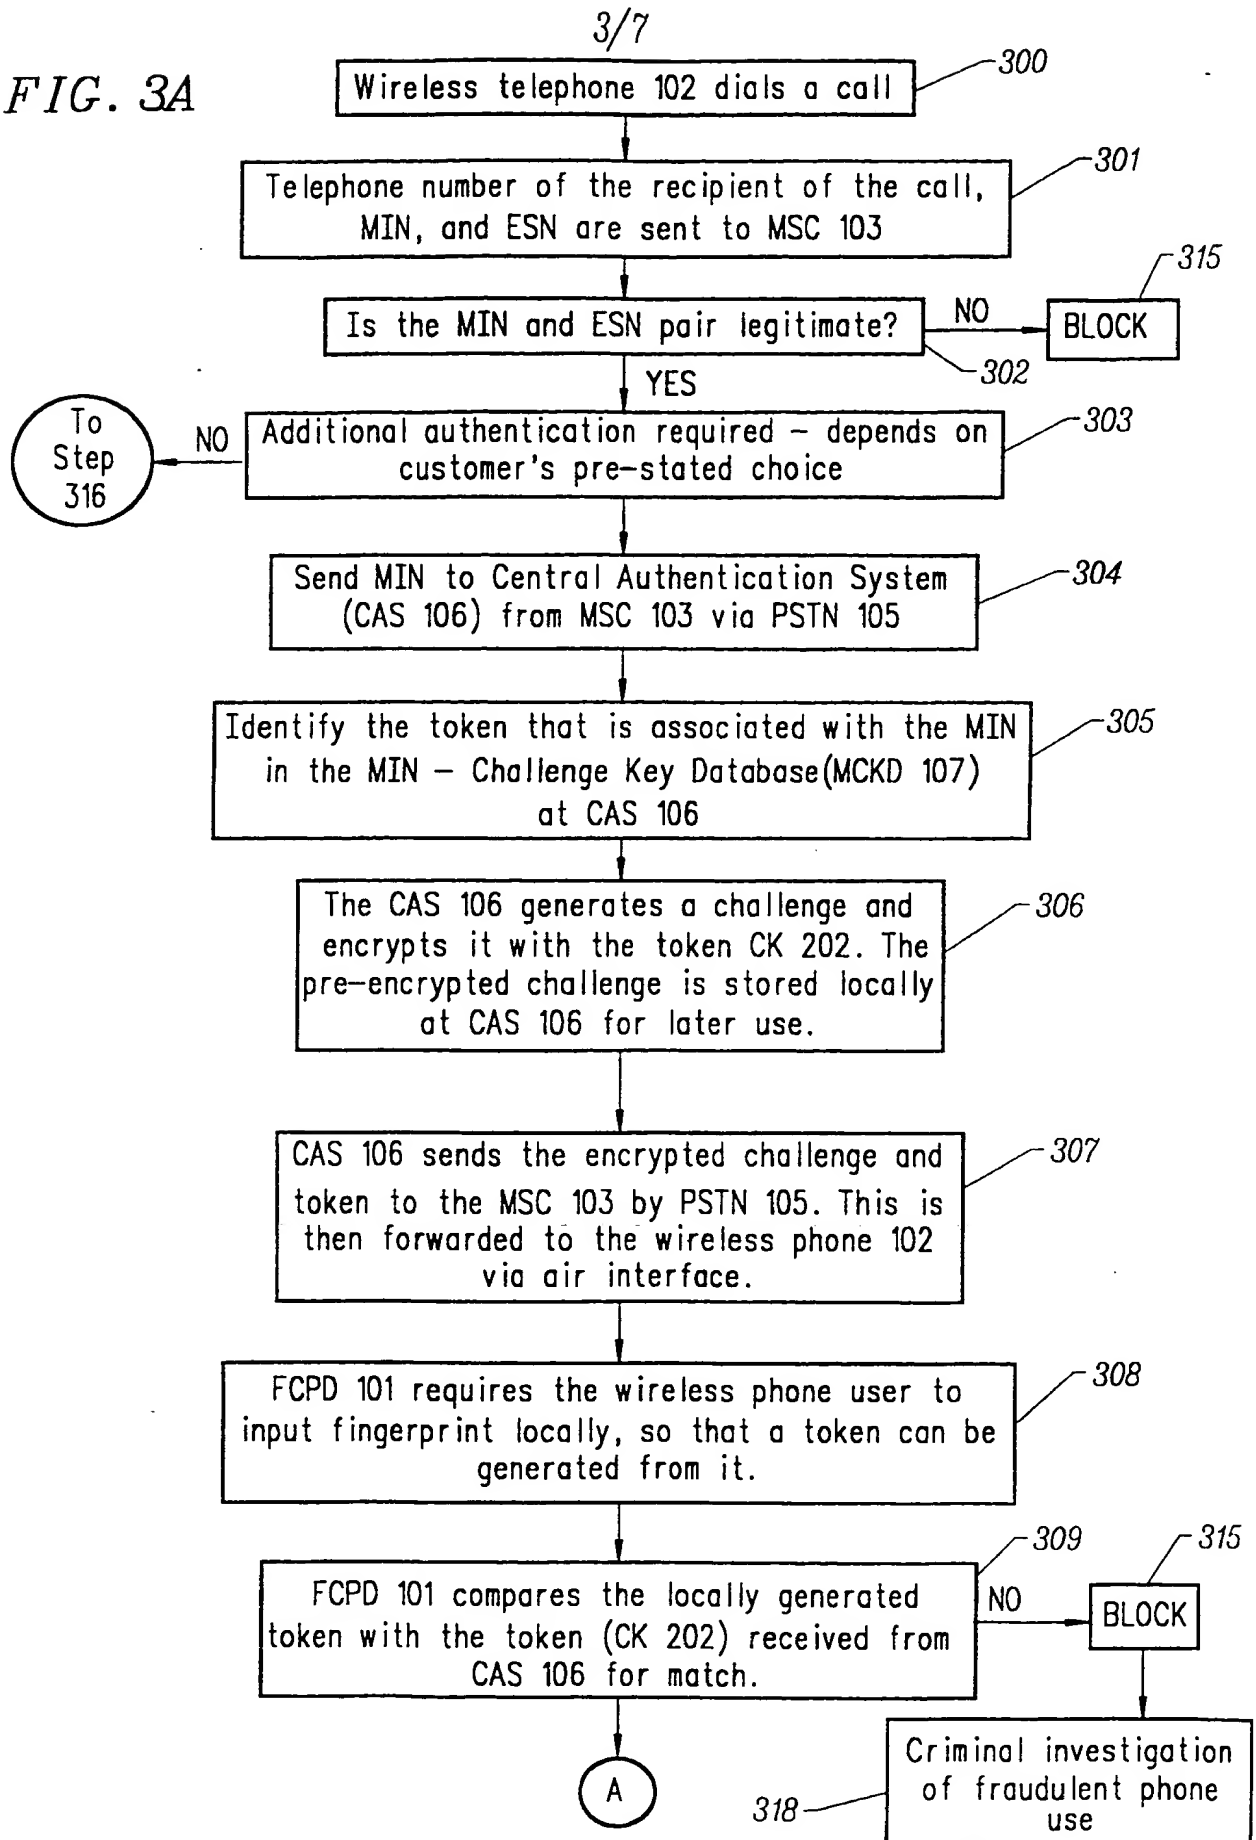 3/7
FIG. 3A
Wireless telephone 102 dials a call
300
Telephone number of the recipient of the call,
MIN, and ESN are sent to MSC 103
301
Is the MIN and ESN pair legitimate?
302
NO
BLOCK
315
YES
Additional authentication required – depends on
customer's pre-stated choice
303
NO
To
Step
316
Send MIN to Central Authentication System
(CAS 106) from MSC 103 via PSTN 105
304
Identify the token that is associated with the MIN
in the MIN – Challenge Key Database(MCKD 107)
at CAS 106
305
The CAS 106 generates a challenge and
encrypts it with the token CK 202. The
pre-encrypted challenge is stored locally
at CAS 106 for later use.
306
CAS 106 sends the encrypted challenge and
token to the MSC 103 by PSTN 105. This is
then forwarded to the wireless phone 102
via air interface.
307
FCPD 101 requires the wireless phone user to
input fingerprint locally, so that a token can be
generated from it.
308
FCPD 101 compares the locally generated
token with the token (CK 202) received from
CAS 106 for match.
309
NO
BLOCK
315
A
Criminal investigation
of fraudulent phone
use
318